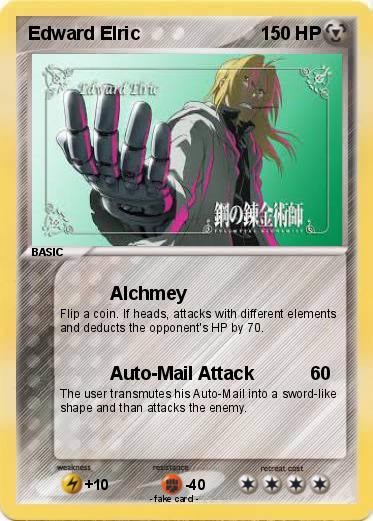 Edward Elric
150 HP
Edward Elric
鋼の錬金術師
FULLMETAL ALCHEMIST
BASIC
Alchmey
Flip a coin. If heads, attacks with different elements
and deducts the opponent's HP by 70.
Auto-Mail Attack 60
The user transmutes his Auto-Mail into a sword-like
shape and than attacks the enemy.
weakness
resistance
retreat cost
+10
-40
- fake card -